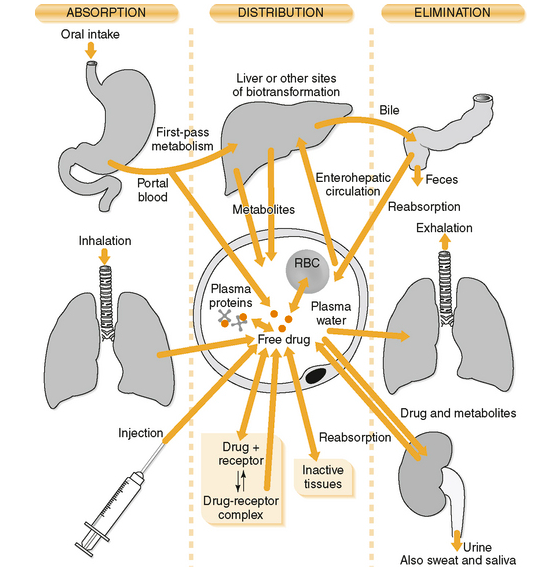 ABSORPTION
DISTRIBUTION
ELIMINATION
Oral intake
Liver or other sites
of biotransformation
Bile
First-pass
metabolism
Portal
blood
Enterohepatic
circulation
Feces
Metabolites
Reabsorption
Inhalation
Exhalation
RBC
Plasma
proteins
Plasma
water
Free drug
Drug and metabolites
Injection
Reabsorption
Drug +
receptor
Drug-receptor
complex
Inactive
tissues
Urine
Also sweat and saliva